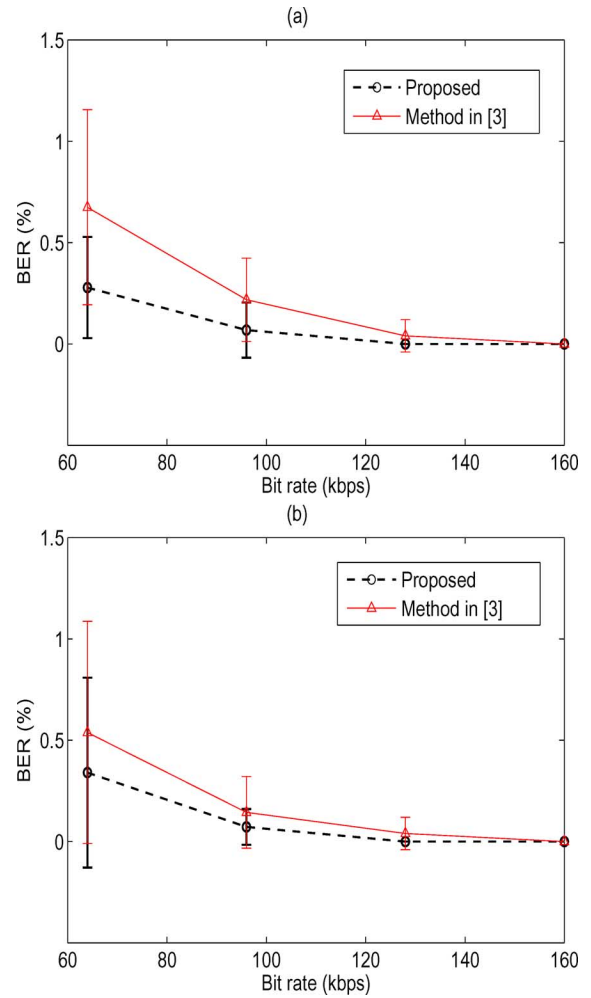 (a)
1.5
1
0.5
0
BER (%)
Proposed
Method in [3]
60 80 100 120 140 160
Bit rate (kbps)
(b)
1.5
1
0.5
0
BER (%)
Proposed
Method in [3]
60 80 100 120 140 160
Bit rate (kbps)